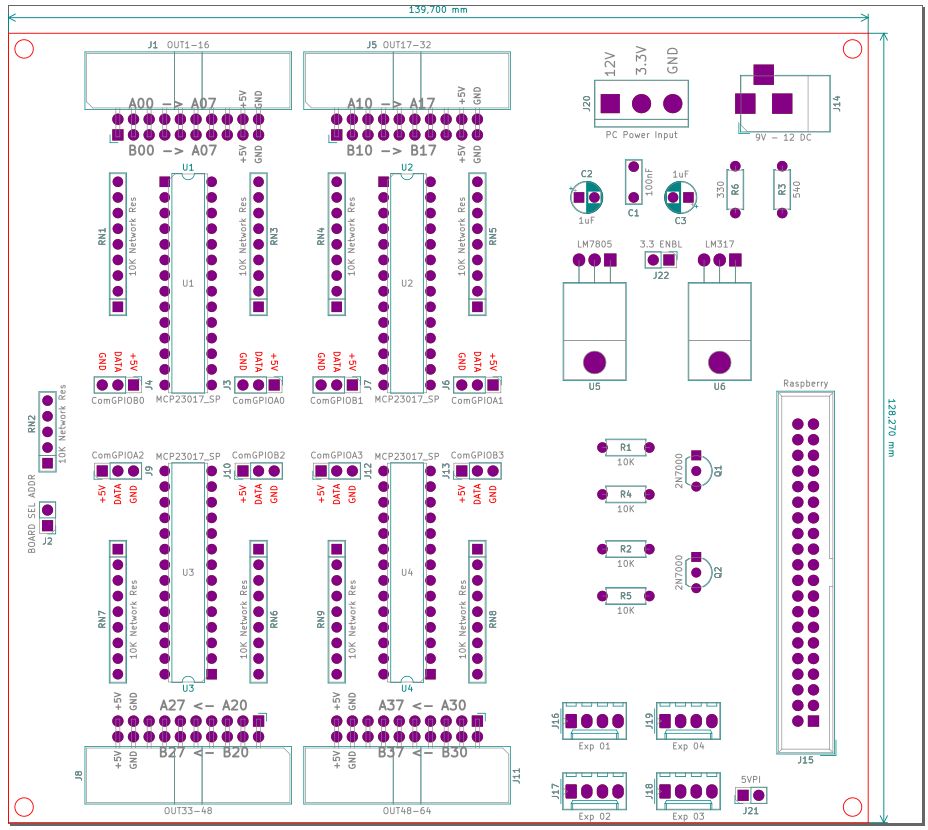 139,700 mm
J1 OUT1-16
J5 OUT17-32
12V
3.3V
GND
J20
PC Power Input
J14
9V - 12 DC
A00 -> A07
+5V
GND
A10 -> A17
+5V
GND
B00 -> A07
+5V
GND
B10 -> B17
+5V
GND
U1
U2
C2
1uF
100nF
C1
1uF
C3
330
R6
R3
540
RN1
10K Network Res
U1
RN3
10K Network Res
RN4
10K Network Res
U2
RN5
10K Network Res
LM7805
3.3 ENBL
J22
LM317
U5
U6
GND
DATA
+5V
J4
ComGPIOB0
MCP23017_SP
GND
DATA
+5V
J3
ComGPIOA0
GND
DATA
+5V
J7
ComGPIOB1
MCP23017_SP
GND
DATA
+5V
J6
ComGPIOA1
Raspberry
128,270 mm
RN2
10K Network Res
BOARD SEL ADDR
J2
ComGPIOA2
J9
+5V
DATA
GND
MCP23017_SP
ComGPIOB2
J10
+5V
DATA
GND
ComGPIOA3
J12
+5V
DATA
GND
MCP23017_SP
ComGPIOB3
J13
+5V
DATA
GND
R1
10K
2N7000
Q1
R4
10K
R2
10K
2N7000
Q2
R5
10K
RN7
10K Network Res
U3
RN6
10K Network Res
RN9
10K Network Res
U4
RN8
10K Network Res
U3
U4
+5V
GND
A27 <- A20
+5V
GND
A37 <- A30
+5V
GND
B27 <- B20
+5V
GND
B37 <- B30
J8
OUT33-48
J11
OUT48-64
J16
Exp 01
J19
Exp 04
J15
J17
Exp 02
J18
Exp 03
5VPI
J21